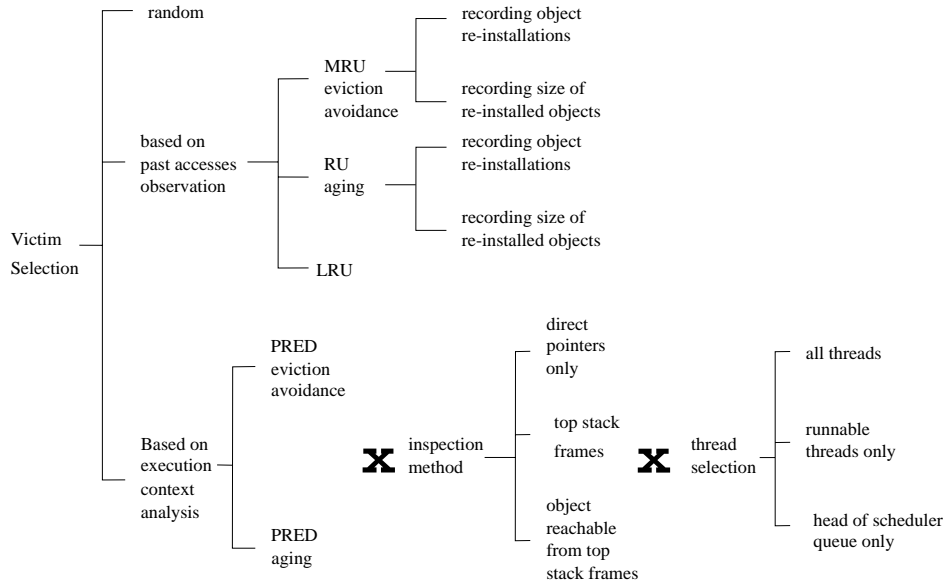 random
recording object
re-installations
MRU
eviction
avoidance
recording size of
re-installed objects
based on
past accesses
observation
recording object
re-installations
RU
aging
recording size of
re-installed objects
LRU
Victim
Selection
PRED
eviction
avoidance
Based on
execution
context
analysis
PRED
aging
X
inspection
method
direct
pointers
only
top stack
frames
object
reachable
from top
stack frames
X
thread
selection
all threads
runnable
threads only
head of scheduler
queue only